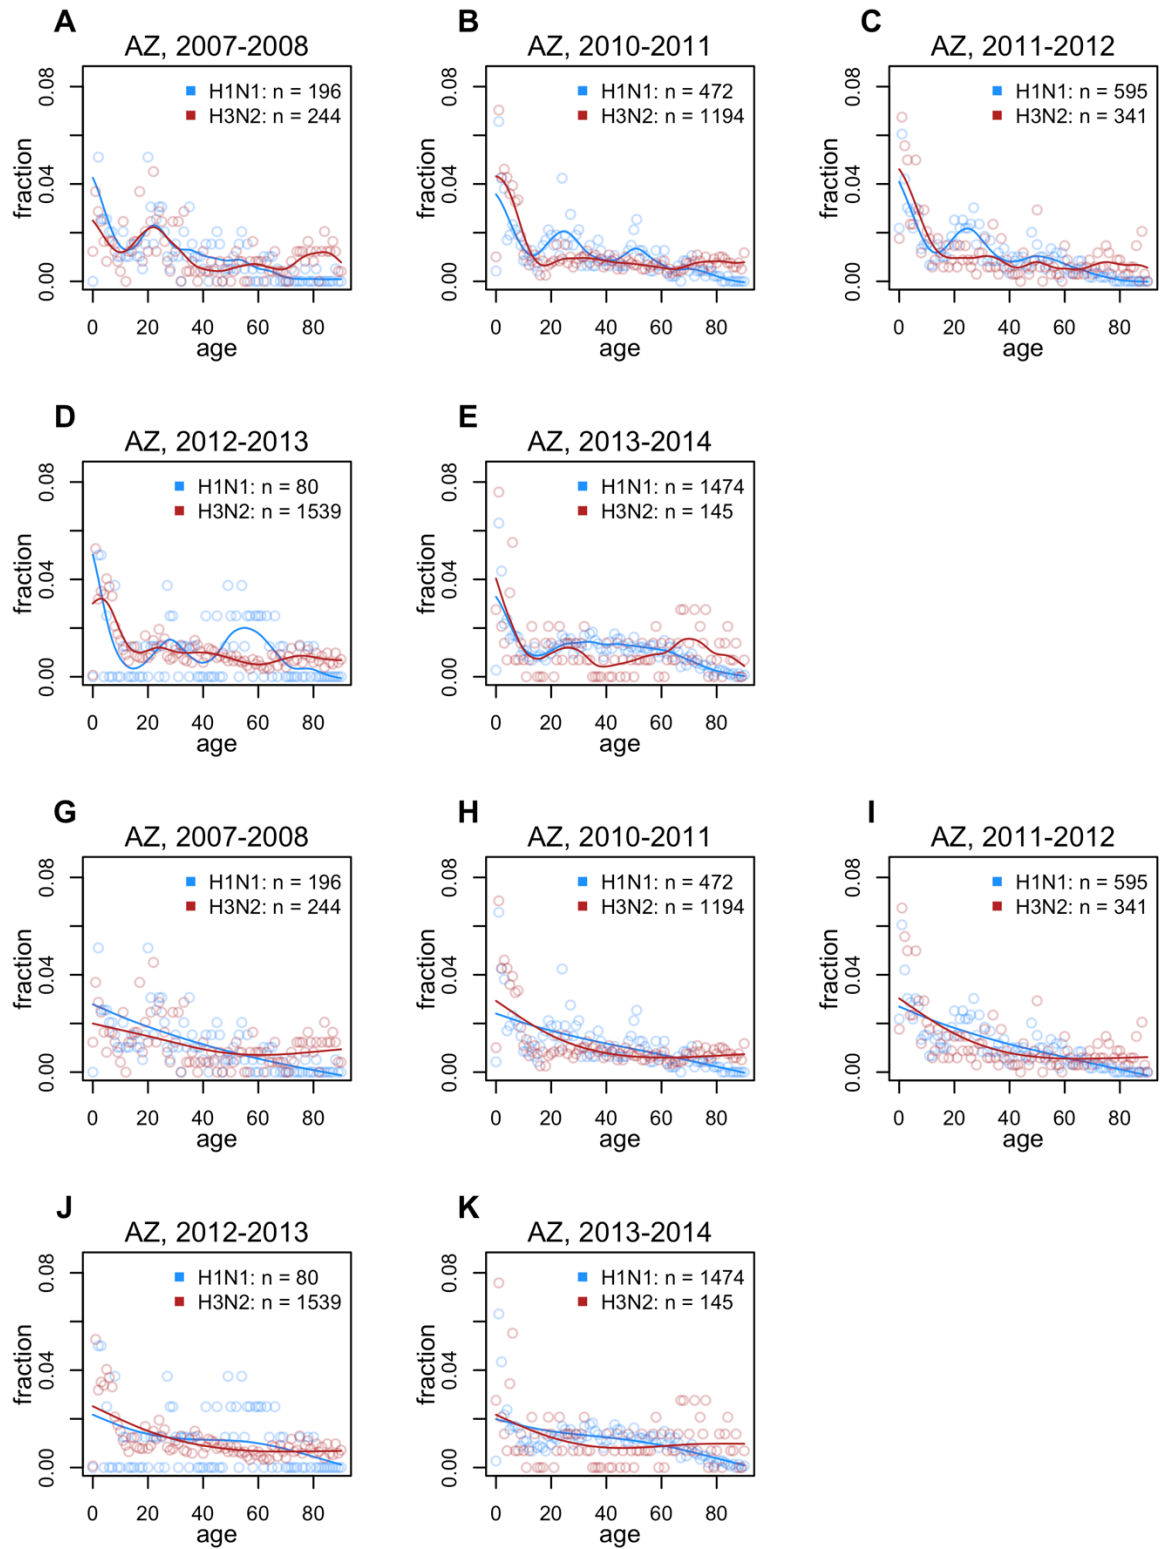 A
AZ, 2007-2008
H1N1: n = 196
H3N2: n = 244
fraction
0.00 0.04 0.08
0 20 40 60 80
age
B
AZ, 2010-2011
H1N1: n = 472
H3N2: n = 1194
fraction
0.00 0.04 0.08
0 20 40 60 80
age
C
AZ, 2011-2012
H1N1: n = 595
H3N2: n = 341
fraction
0.00 0.04 0.08
0 20 40 60 80
age
D
AZ, 2012-2013
H1N1: n = 80
H3N2: n = 1539
fraction
0.00 0.04 0.08
0 20 40 60 80
age
E
AZ, 2013-2014
H1N1: n = 1474
H3N2: n = 145
fraction
0.00 0.04 0.08
0 20 40 60 80
age
G
AZ, 2007-2008
H1N1: n = 196
H3N2: n = 244
fraction
0.00 0.04 0.08
0 20 40 60 80
age
H
AZ, 2010-2011
H1N1: n = 472
H3N2: n = 1194
fraction
0.00 0.04 0.08
0 20 40 60 80
age
I
AZ, 2011-2012
H1N1: n = 595
H3N2: n = 341
fraction
0.00 0.04 0.08
0 20 40 60 80
age
J
AZ, 2012-2013
H1N1: n = 80
H3N2: n = 1539
fraction
0.00 0.04 0.08
0 20 40 60 80
age
K
AZ, 2013-2014
H1N1: n = 1474
H3N2: n = 145
fraction
0.00 0.04 0.08
0 20 40 60 80
age